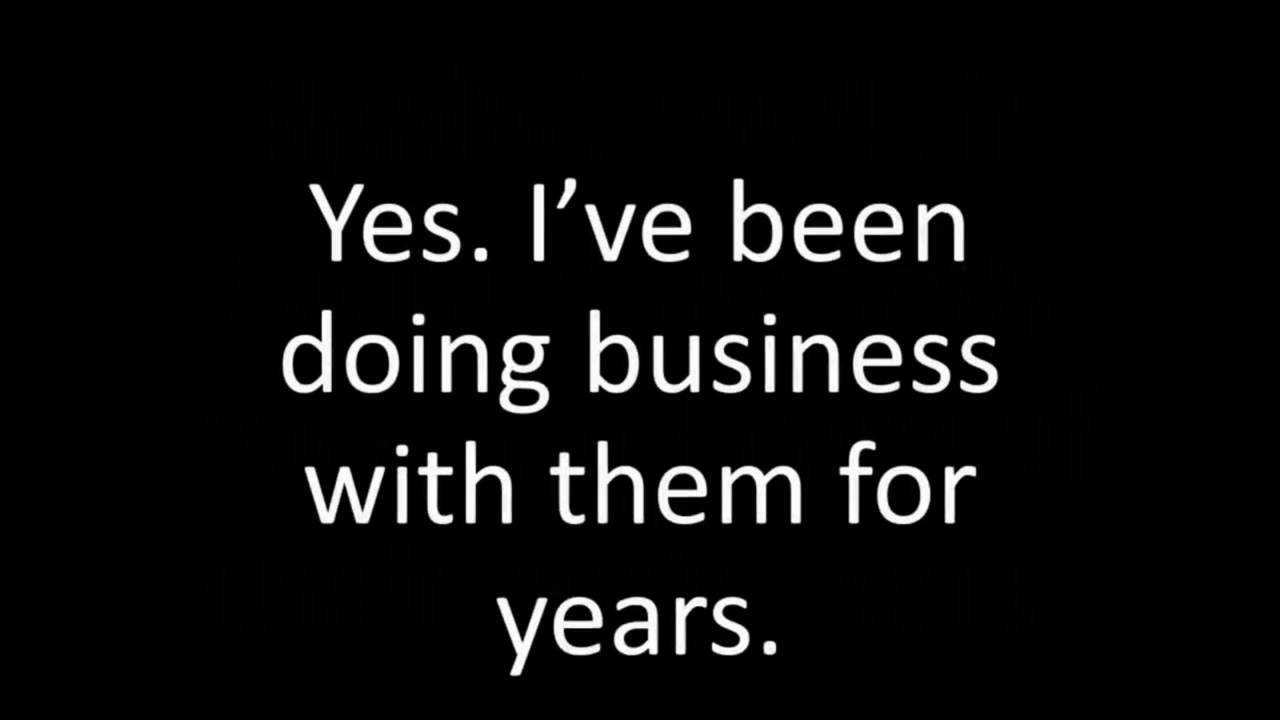 Yes. I’ve been
doing business
with them for
years.